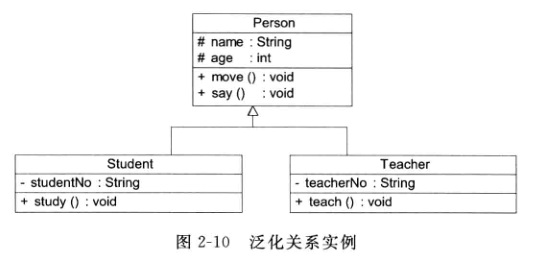 Person
# name : String
# age : int
+ move () : void
+ say () : void
Student
- studentNo : String
+ study () : void
Teacher
- teacherNo : String
+ teach () : void
图 2-10 泛化关系实例